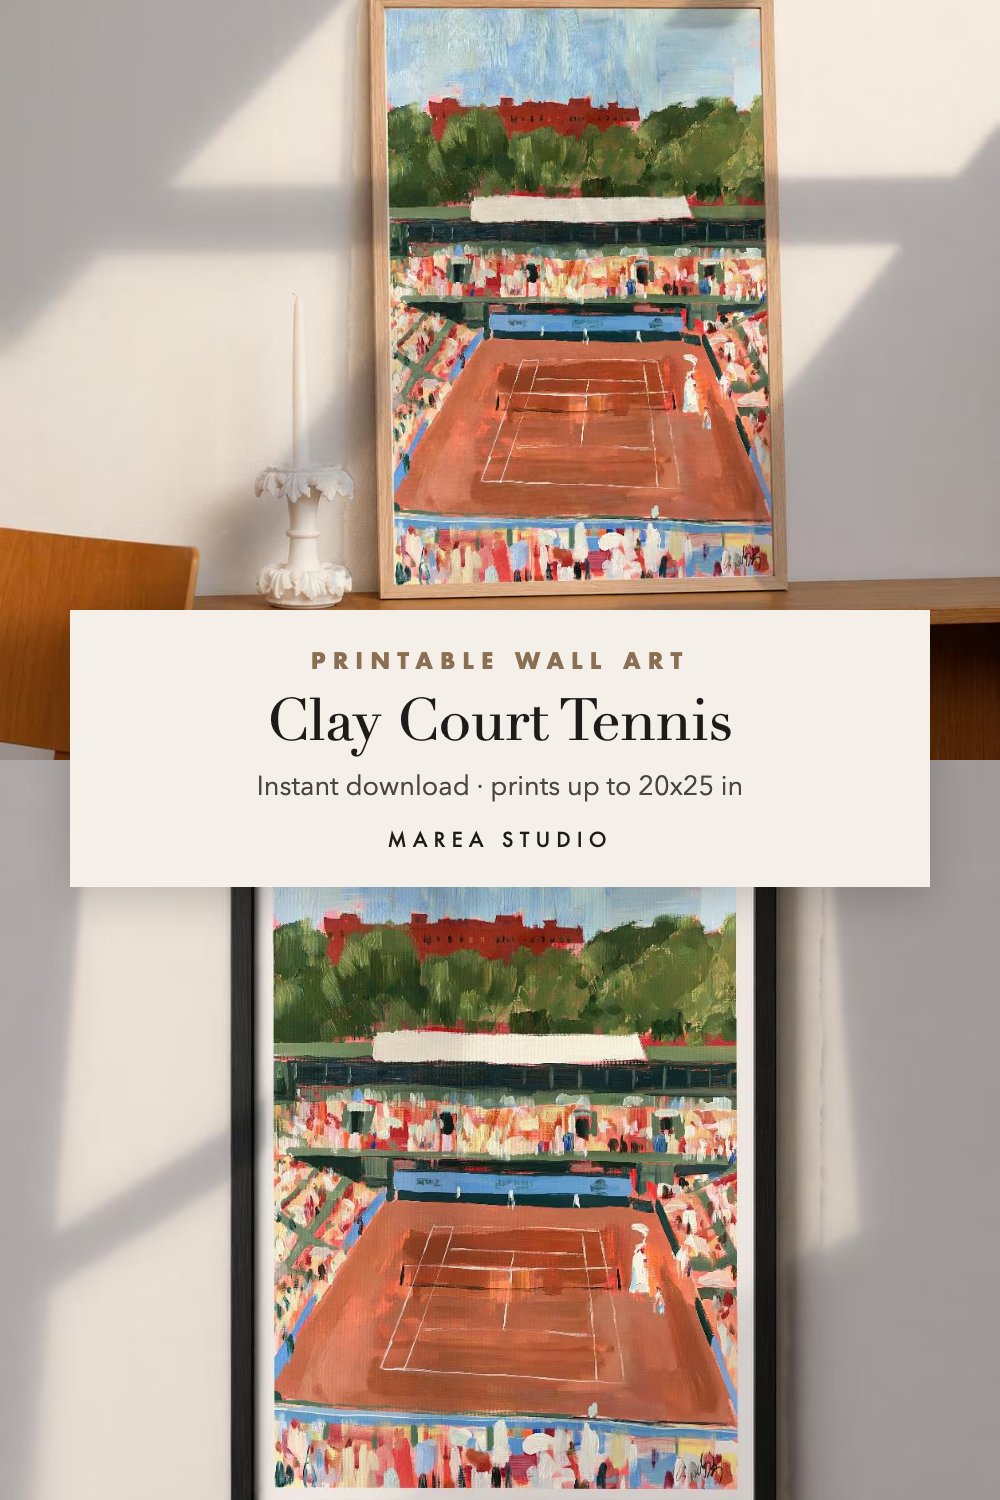 PRINTABLE WALL ART
Clay Court Tennis
Instant download · prints up to 20x25 in
MAREA STUDIO